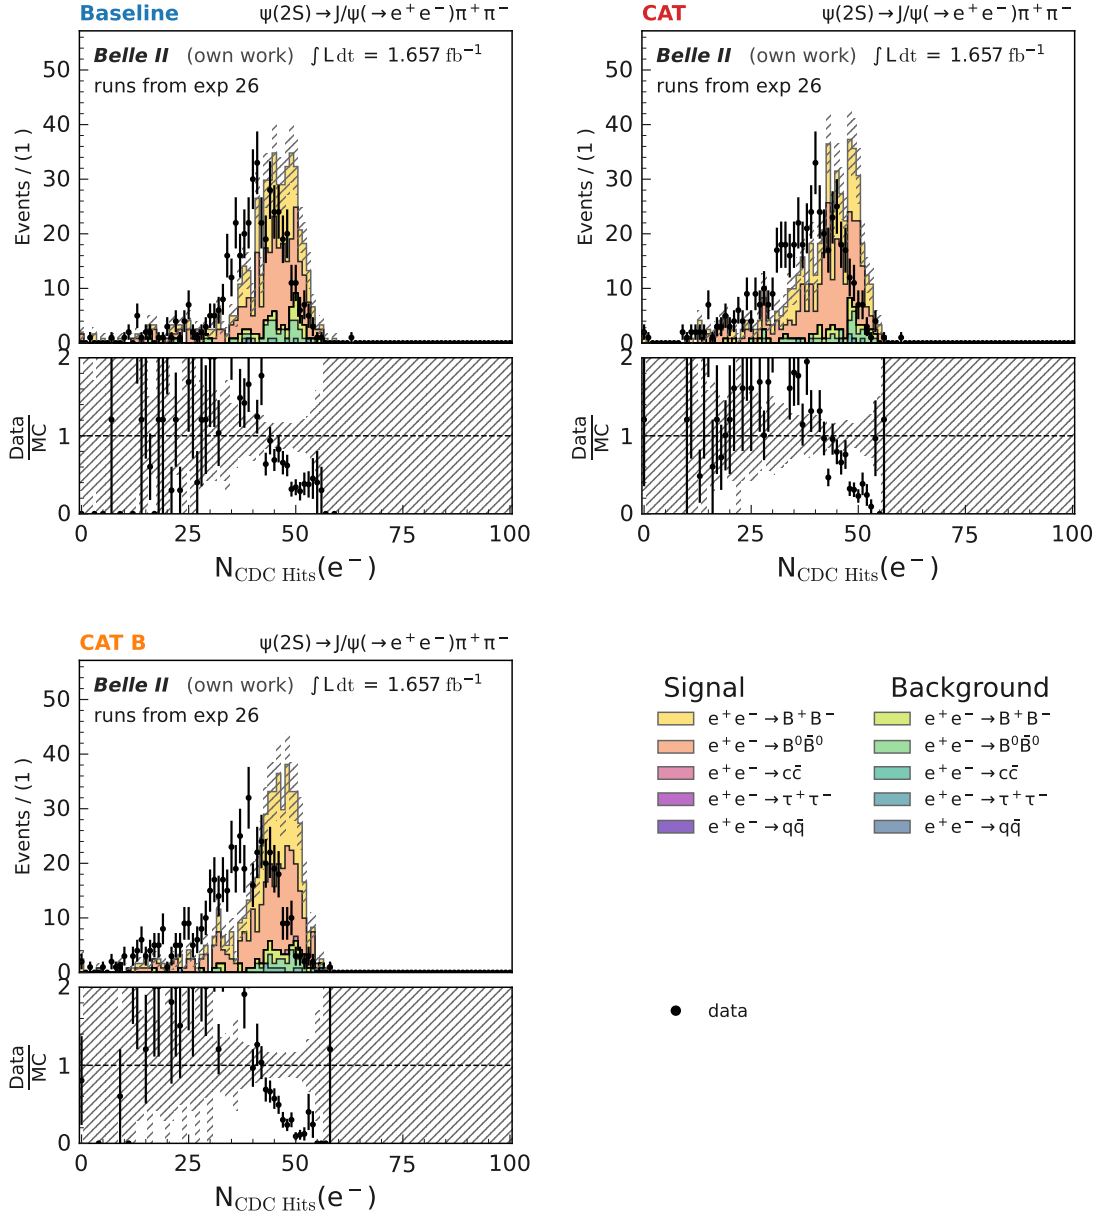 Baseline ψ(2S)→J/ψ(→e⁺e⁻)π⁺π⁻
Belle II (own work) ∫L dt = 1.657 fb⁻¹
runs from exp 26
Events / (1 )
50
40
30
20
10
0
Data/MC
2
1
0
0 25 50 75 100
N_CDC Hits(e⁻)
CAT ψ(2S)→J/ψ(→e⁺e⁻)π⁺π⁻
Belle II (own work) ∫L dt = 1.657 fb⁻¹
runs from exp 26
Events / (1 )
50
40
30
20
10
0
Data/MC
2
1
0
0 25 50 75 100
N_CDC Hits(e⁻)
CAT B ψ(2S)→J/ψ(→e⁺e⁻)π⁺π⁻
Belle II (own work) ∫L dt = 1.657 fb⁻¹
runs from exp 26
Events / (1 )
50
40
30
20
10
0
Data/MC
2
1
0
0 25 50 75 100
N_CDC Hits(e⁻)
Signal
e⁺e⁻→B⁺B⁻
e⁺e⁻→B⁰B̄⁰
e⁺e⁻→cc̄
e⁺e⁻→τ⁺τ⁻
e⁺e⁻→qq̄
Background
e⁺e⁻→B⁺B⁻
e⁺e⁻→B⁰B̄⁰
e⁺e⁻→cc̄
e⁺e⁻→τ⁺τ⁻
e⁺e⁻→qq̄
data